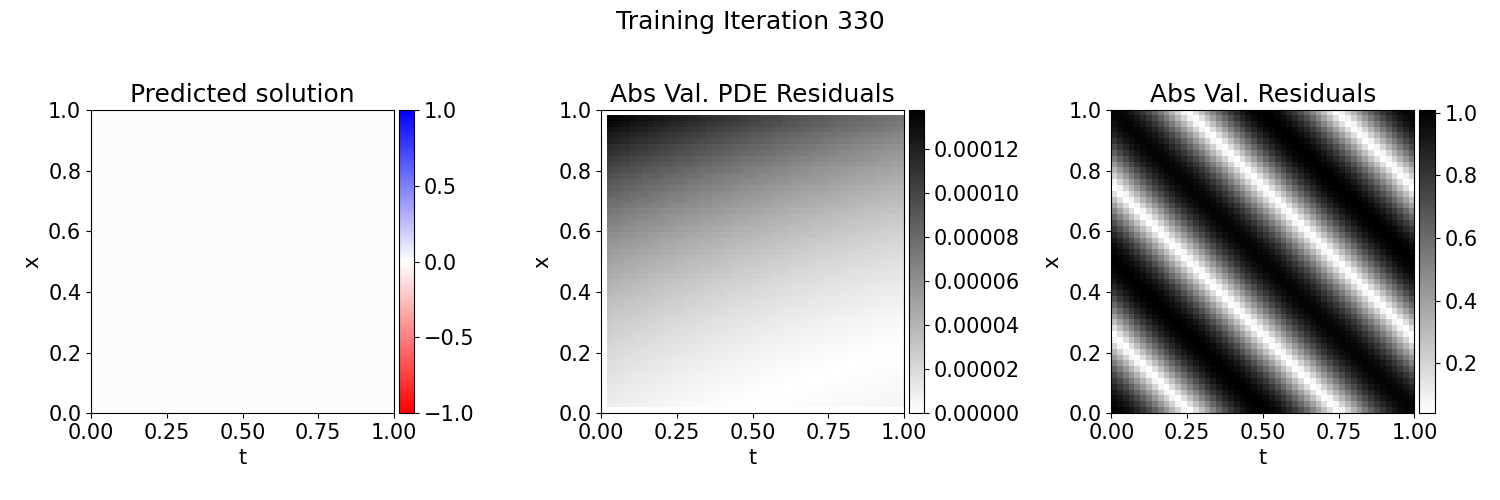 Training Iteration 330
Predicted solution
1.0
0.8
0.6
0.4
0.2
0.0
x
0.00 0.25 0.50 0.75 1.00
t
1.0
0.5
0.0
−0.5
−1.0
Abs Val. PDE Residuals
1.0
0.8
0.6
0.4
0.2
0.0
x
0.00 0.25 0.50 0.75 1.00
t
0.00012
0.00010
0.00008
0.00006
0.00004
0.00002
0.00000
Abs Val. Residuals
1.0
0.8
0.6
0.4
0.2
0.0
x
0.00 0.25 0.50 0.75 1.00
t
1.0
0.8
0.6
0.4
0.2